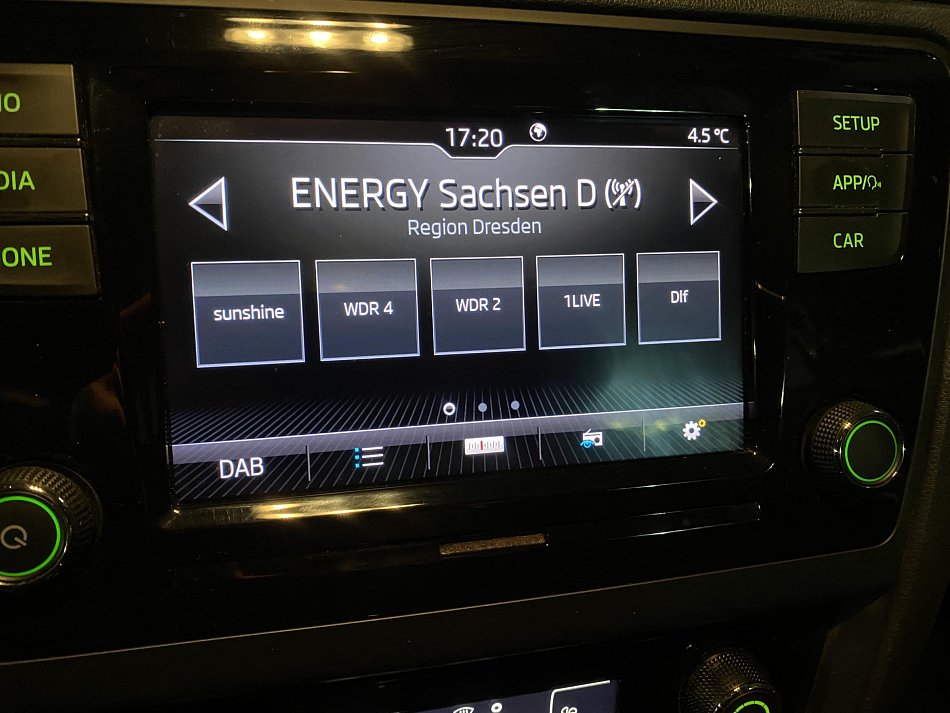 17:20
4.5 °C
ENERGY Sachsen D
Region Dresden
sunshine
WDR 4
WDR 2
1LIVE
Dlf
DAB
IO
DIA
ONE
SETUP
APP/
CAR